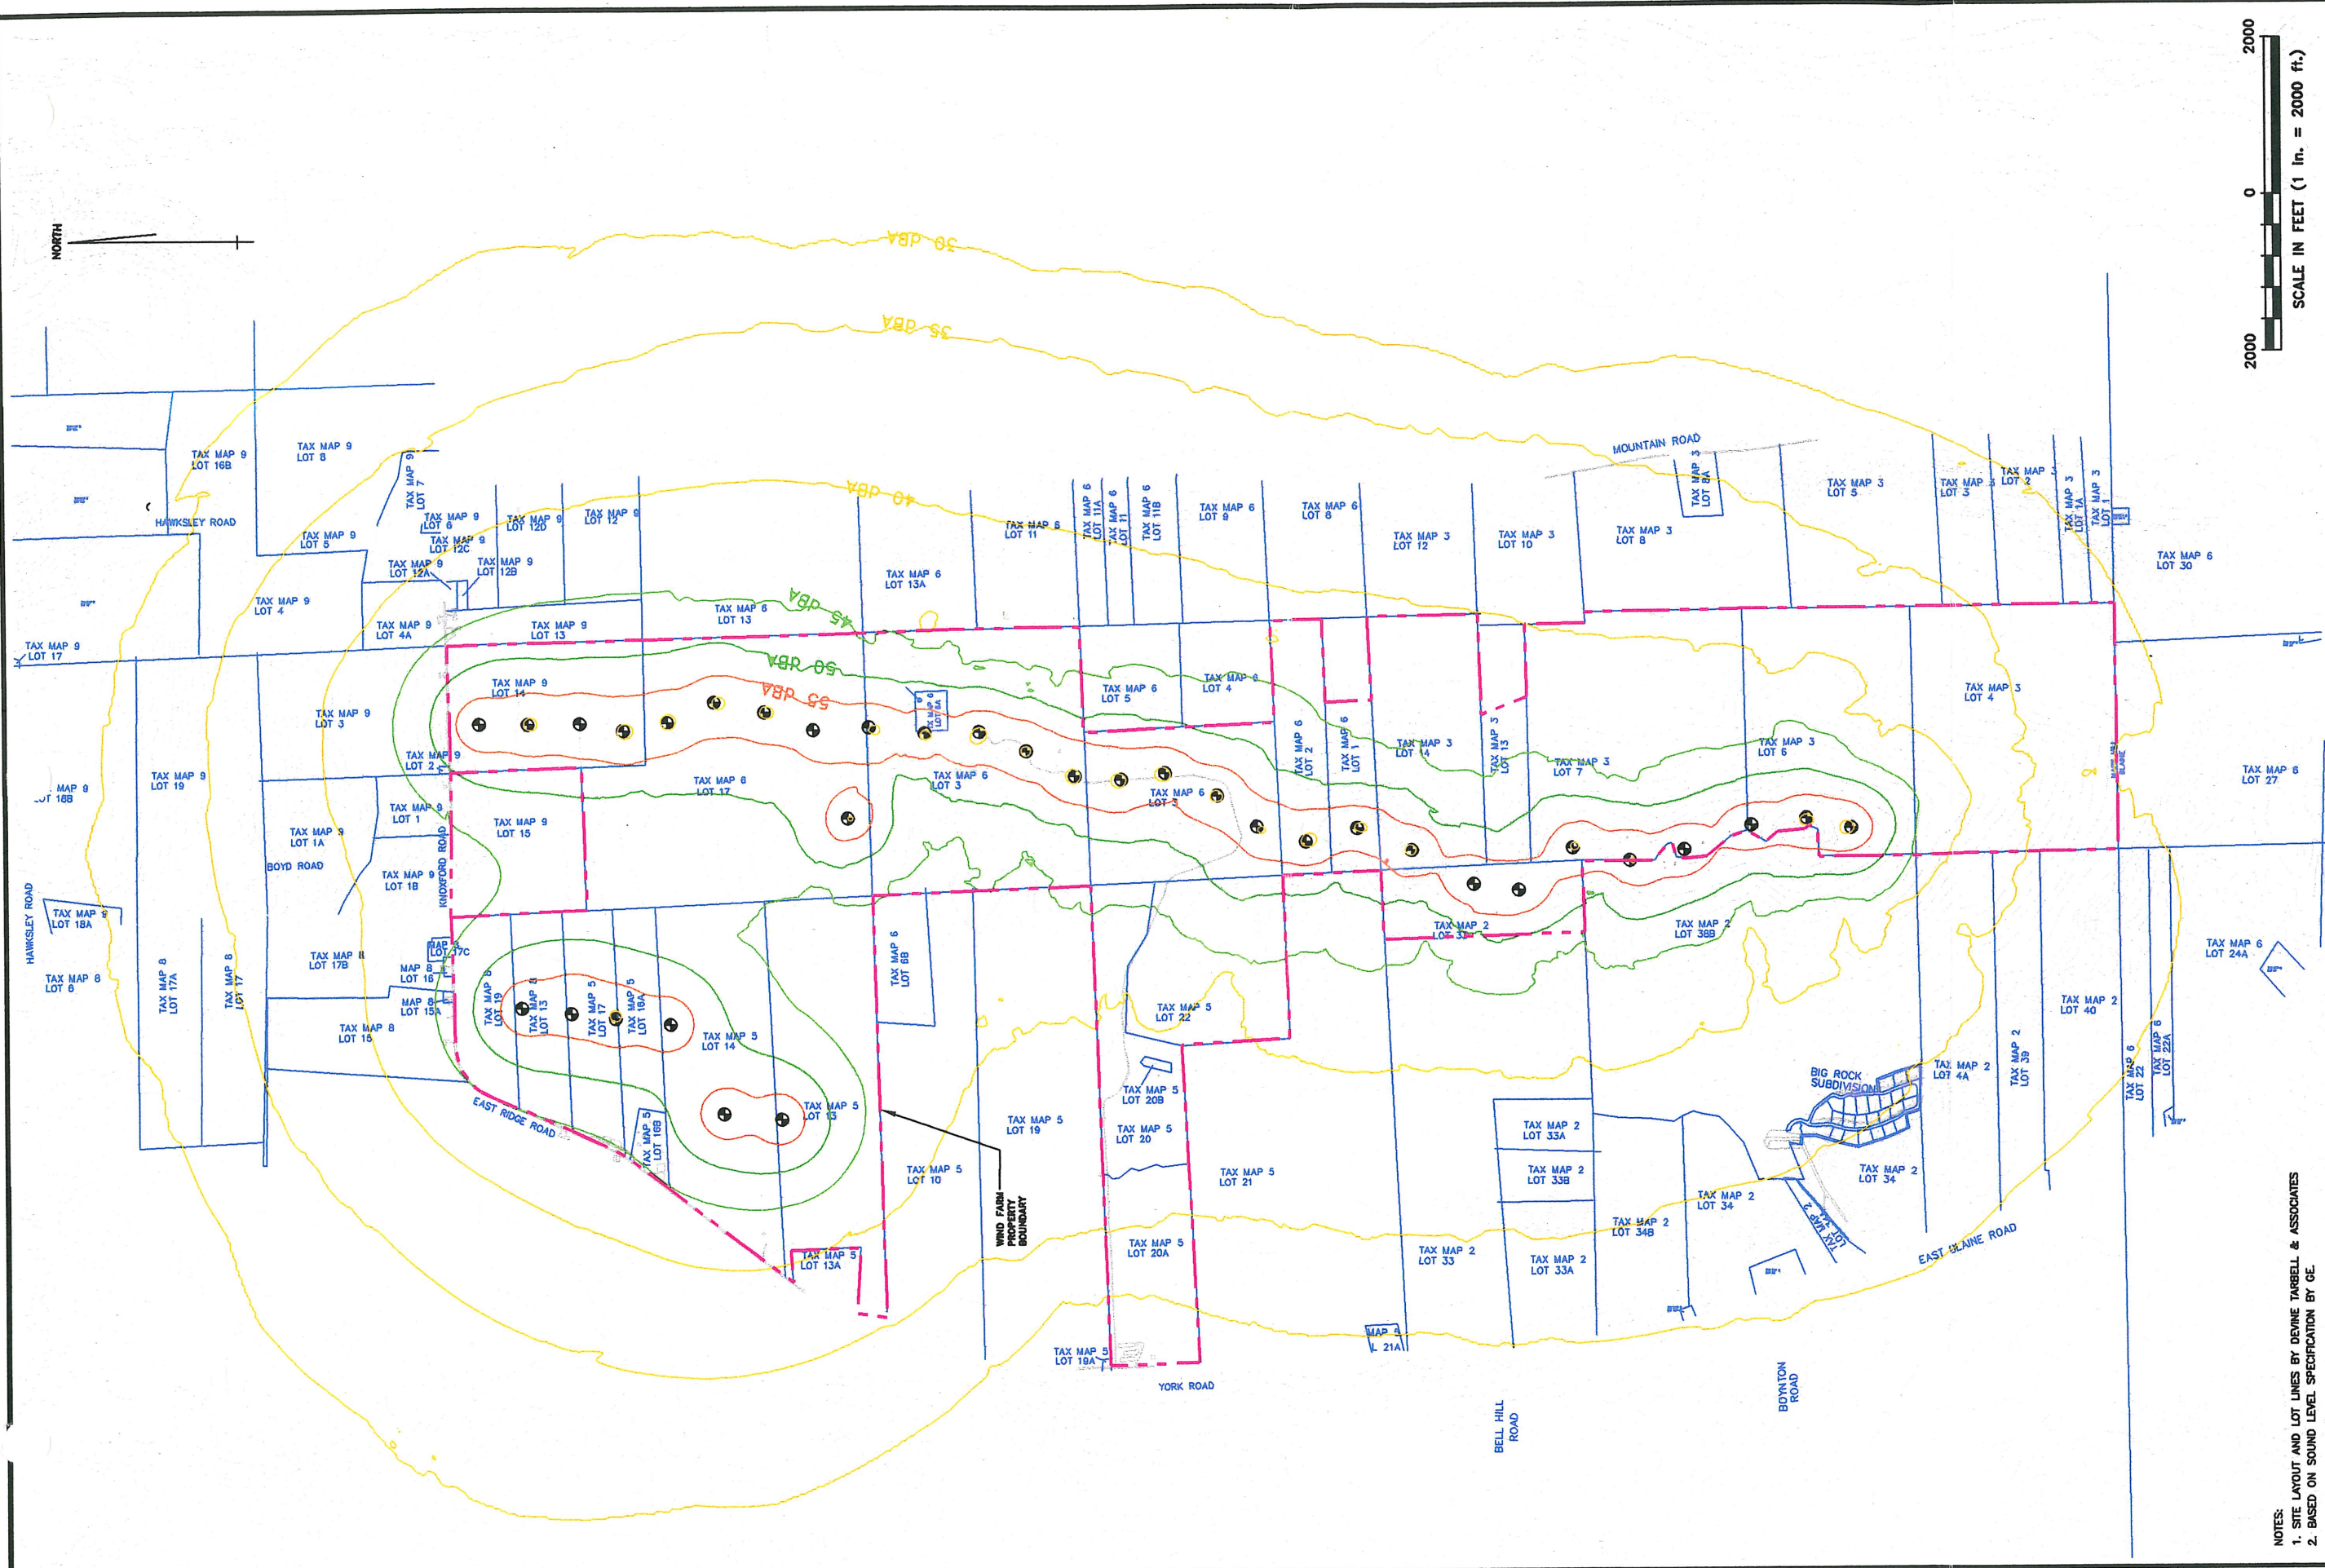 NORTH
2000
0
2000
SCALE IN FEET (1 in. = 2000 ft.)
30 dBA
35 dBA
40 dBA
45 dBA
50 dBA
55 dBA
TAX MAP 9
LOT 16B
TAX MAP 9
LOT 8
TAX MAP 9
LOT 7
HAWKSLEY ROAD
TAX MAP 9
LOT 5
TAX MAP 9
LOT 6
TAX MAP 9
LOT 12C
TAX MAP 9
LOT 12D
TAX MAP 9
LOT 12
TAX MAP 9
LOT 12A
TAX MAP 9
LOT 12B
TAX MAP 9
LOT 4
TAX MAP 9
LOT 4A
TAX MAP 9
LOT 13
TAX MAP 6
LOT 13
TAX MAP 6
LOT 13A
TAX MAP 6
LOT 11
TAX MAP 6
LOT 11A
TAX MAP 6
LOT 11
TAX MAP 6
LOT 11B
TAX MAP 6
LOT 9
TAX MAP 6
LOT 8
TAX MAP 3
LOT 12
TAX MAP 3
LOT 10
TAX MAP 3
LOT 8
MOUNTAIN ROAD
TAX MAP 3
LOT 8A
TAX MAP 3
LOT 5
TAX MAP 3
LOT 3
TAX MAP 3
LOT 2
TAX MAP 3
LOT 1A
TAX MAP 3
LOT 1
TAX MAP 6
LOT 30
TAX MAP 9
LOT 17
TAX MAP 9
LOT 3
TAX MAP 9
LOT 14
TAX MAP 9
LOT 2
TAX MAP 6
LOT 17
TAX MAP 6
LOT 3
TAX MAP 6
LOT 5
TAX MAP 6
LOT 4
TAX MAP 6
TAX MAP 6
LOT 2
TAX MAP 6
LOT 1
TAX MAP 3
LOT 14
TAX MAP 3
LOT 13
TAX MAP 3
LOT 7
TAX MAP 3
LOT 6
TAX MAP 3
LOT 4
BLAINE
TAX MAP 6
LOT 27
MAP 9
LOT 18B
TAX MAP 9
LOT 19
TAX MAP 9
LOT 1
TAX MAP 9
LOT 1A
BOYD ROAD
TAX MAP 9
LOT 1B
KNOXFORD ROAD
TAX MAP 9
LOT 15
HAWKSLEY ROAD
TAX MAP 9
LOT 18A
TAX MAP 8
LOT 6
TAX MAP 8
LOT 17A
TAX MAP 8
LOT 17
TAX MAP 8
LOT 17B
LOT 17C
MAP 8
LOT 16
MAP 8
LOT 15A
TAX MAP 8
LOT 15
TAX MAP 8
LOT 19
TAX MAP 8
LOT 13
TAX MAP 5
LOT 17
TAX MAP 5
LOT 16A
TAX MAP 5
LOT 14
TAX MAP 5
LOT 13
TAX MAP 5
LOT 16B
EAST RIDGE ROAD
TAX MAP 5
LOT 13A
TAX MAP 6
LOT 6B
TAX MAP 5
LOT 10
WIND FARM
PROPERTY
BOUNDARY
TAX MAP 5
LOT 19
TAX MAP 5
LOT 22
TAX MAP 5
LOT 20B
TAX MAP 5
LOT 20
TAX MAP 5
LOT 21
TAX MAP 5
LOT 20A
TAX MAP 5
LOT 19A
YORK ROAD
TAX MAP 2
TAX MAP 2
LOT 38B
TAX MAP 2
LOT 33A
TAX MAP 2
LOT 33B
TAX MAP 2
LOT 33
TAX MAP 2
LOT 33A
TAX MAP 2
LOT 34B
TAX MAP 2
LOT 34
MAP 5
L 21A
BELL HILL
ROAD
BOYNTON
ROAD
BIG ROCK
SUBDIVISION
TAX MAP 2
LOT 4A
TAX MAP 2
LOT 34
TAX MAP 2
EAST BLAINE ROAD
TAX MAP 2
LOT 39
TAX MAP 2
LOT 40
TAX MAP 6
LOT 22
TAX MAP 6
LOT 22A
TAX MAP 6
LOT 24A
NOTES:
1. SITE LAYOUT AND LOT LINES BY DEVINE TARBELL & ASSOCIATES
2. BASED ON SOUND LEVEL SPECIFICATION BY GE.